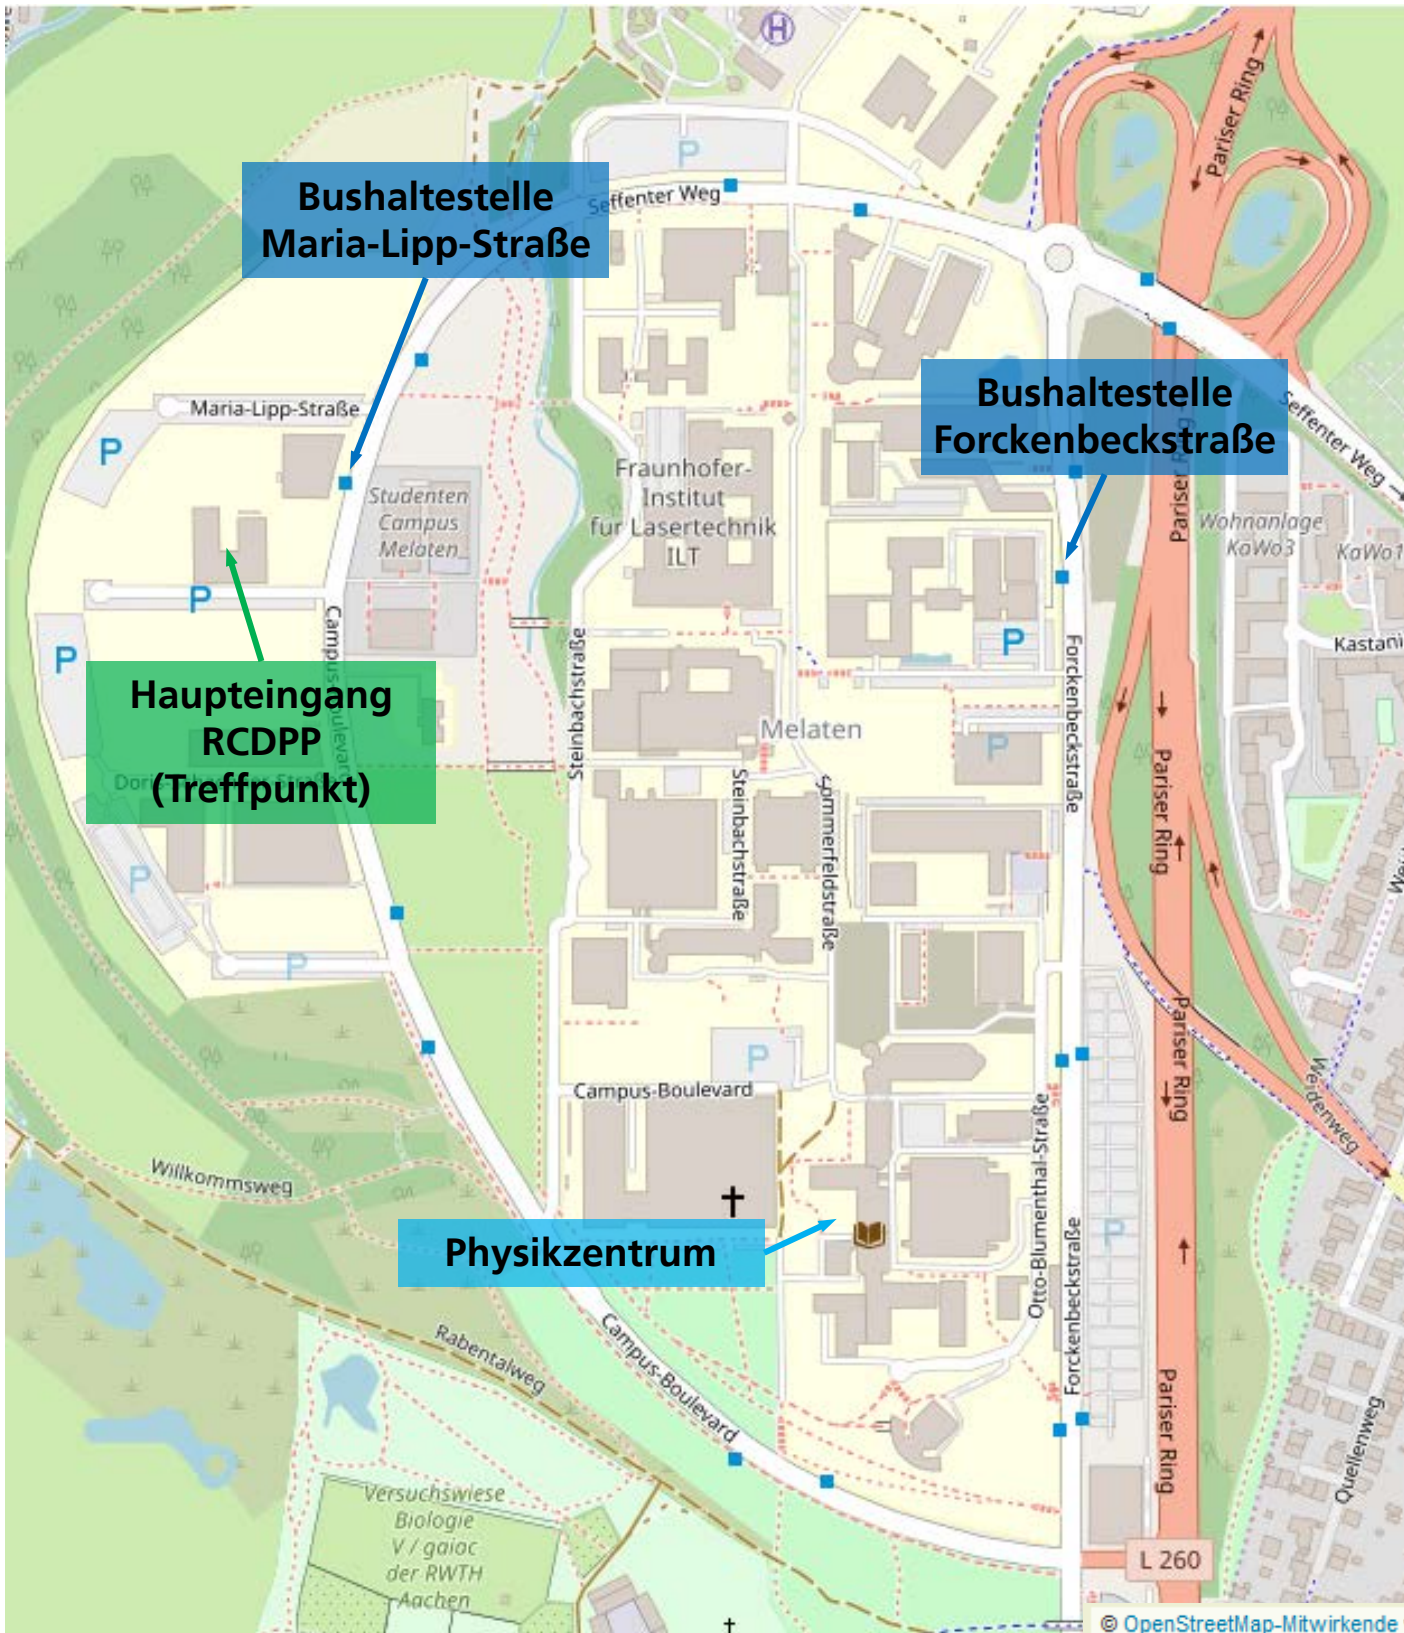 H
Pariser Ring
Pariser Ring
P
Bushaltestelle
Maria-Lipp-Straße
Seffenter Weg
Bushaltestelle
Forckenbeckstraße
Seffenter Weg
Maria-Lipp-Straße
P
Fraunhofer-
Institut
für Lasertechnik
ILT
Studenten
Campus
Melaten
Wohnanlage
KaWo3
KaWo1
P
P
P
Kastani
Haupteingang
RCDPP
(Treffpunkt)
Steinbachstraße
Forckenbeckstraße
Melaten
P
Pariser Ring
Steinbachstraße
Sommerfeldstraße
P
P
Pariser Ring
P
Campus-Boulevard
Weidenweg
Otto-Blumenthal-Straße
Willkommsweg
Physikzentrum
P
Forckenbeckstraße
Campus-Boulevard
Rabentalweg
Pariser Ring
Quellenweg
Versuchswiese
Biologie
V / gaiac
der RWTH
Aachen
L 260
© OpenStreetMap-Mitwirkende